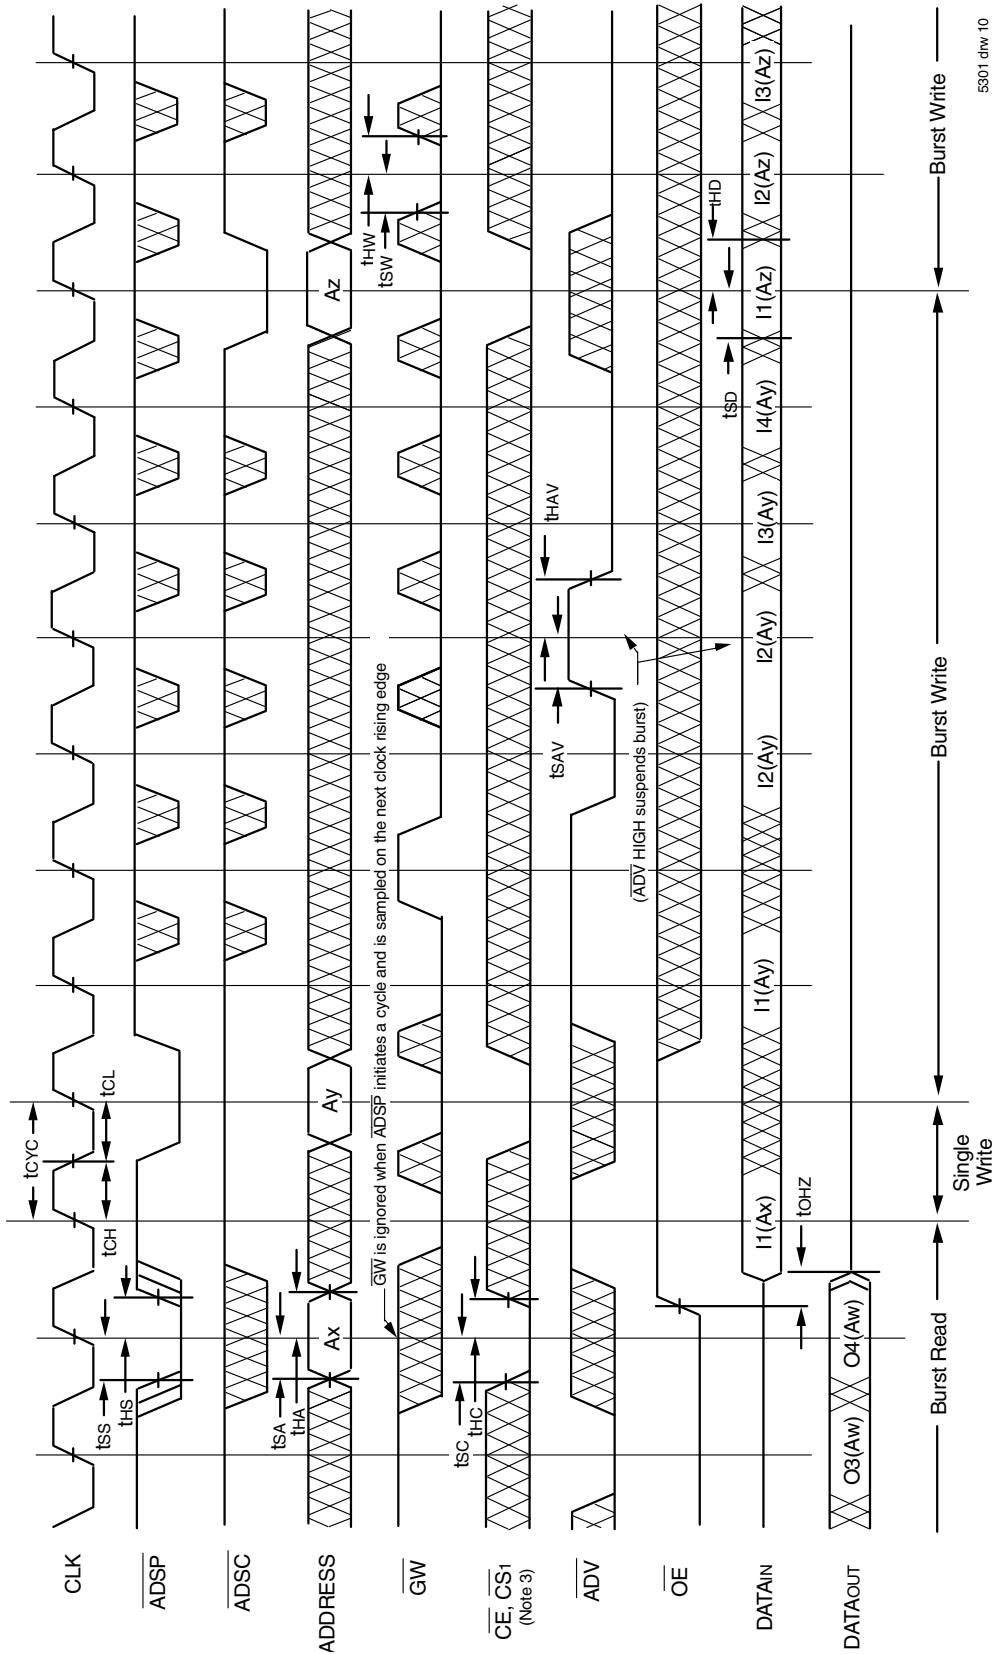 CLK
tCYC
tCH
tCL
ADSP
tSS
tHS
ADSC
ADDRESS
tSA
tHA
Ax
Ay
Az
GW
GW is ignored when ADSP initiates a cycle and is sampled on the next clock rising edge
tHW
tSW
CE, CS1
(Note 3)
tSC
tHC
ADV
tSAV
tHAV
(ADV HIGH suspends burst)
OE
DATAIN
I1(Ax)
I1(Ay)
I2(Ay)
I2(Ay)
I3(Ay)
I4(Ay)
I1(Az)
I2(Az)
I3(Az)
tSD
tHD
DATAOUT
O3(Aw)
O4(Aw)
tOHZ
Burst Read
Single
Write
Burst Write
Burst Write
5301 drw 10